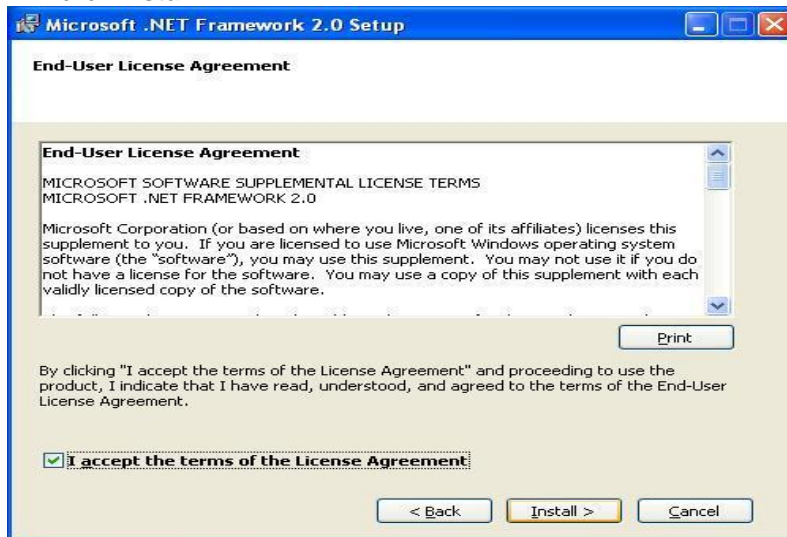 Microsoft .NET Framework 2.0 Setup
End-User License Agreement
End-User License Agreement
MICROSOFT SOFTWARE SUPPLEMENTAL LICENSE TERMS
MICROSOFT .NET FRAMEWORK 2.0
Microsoft Corporation (or based on where you live, one of its affiliates) licenses this
supplement to you. If you are licensed to use Microsoft Windows operating system
software (the "software"), you may use this supplement. You may not use it if you do
not have a license for the software. You may use a copy of this supplement with each
validly licensed copy of the software.
Print
By clicking "I accept the terms of the License Agreement" and proceeding to use the
product, I indicate that I have read, understood, and agreed to the terms of the End-User
License Agreement.
I accept the terms of the License Agreement
< Back Install > Cancel